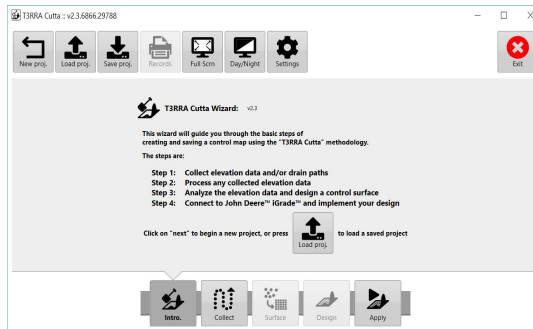 T3RRA Cutta :: v2.3.6866.29788
New proj.
Load proj.
Save proj.
Records
Full Scrn
Day/Night
Settings
Exit
T3RRA Cutta Wizard: v2.3
This wizard will guide you through the basic steps of
creating and saving a control map using the "T3RRA Cutta" methodology.
The steps are:
Step 1: Collect elevation data and/or drain paths
Step 2: Process any collected elevation data
Step 3: Analyze the elevation data and design a control surface
Step 4: Connect to John Deere™ iGrade™ and implement your design
Click on "next" to begin a new project, or press
Load proj.
to load a saved project
Intro.
Collect
Surface
Design
Apply